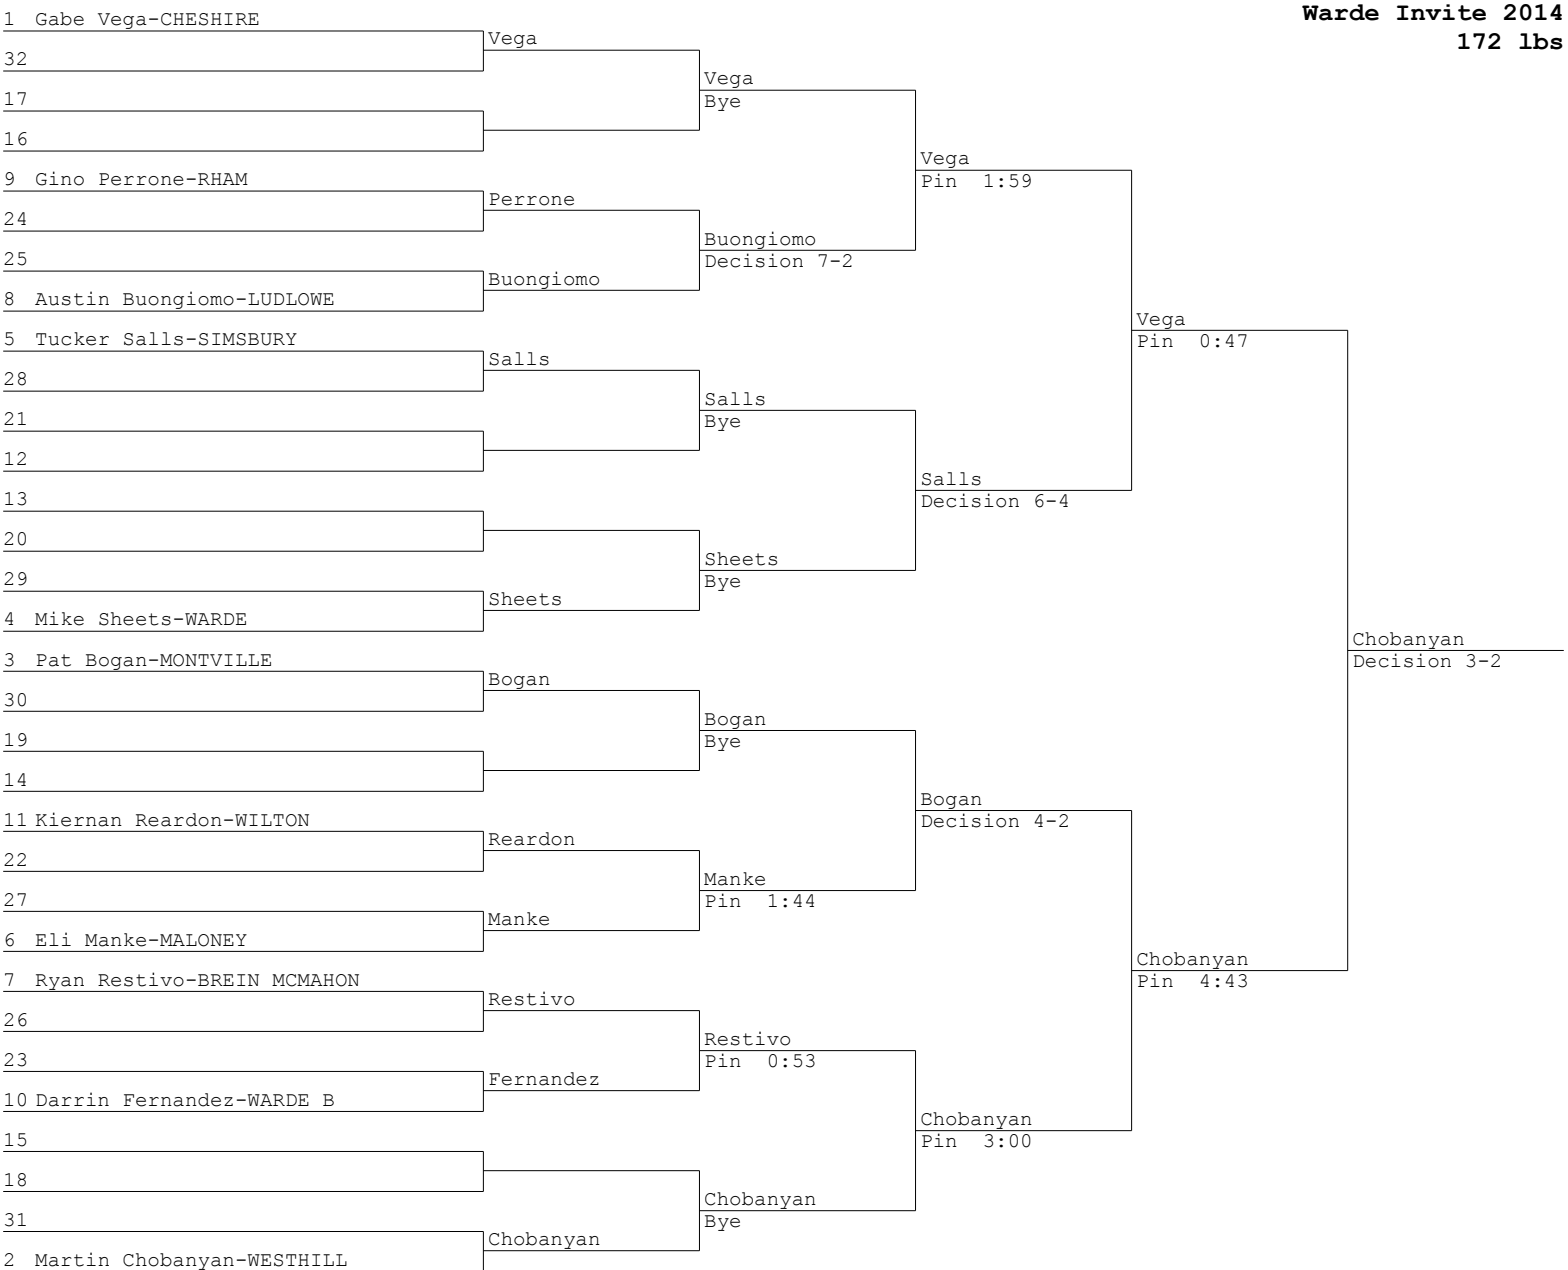 Warde Invite 2014
172 lbs
1 Gabe Vega-CHESHIRE
32
17
16
9 Gino Perrone-RHAM
24
25
8 Austin Buongiomo-LUDLOWE
5 Tucker Salls-SIMSBURY
28
21
12
13
20
29
4 Mike Sheets-WARDE
3 Pat Bogan-MONTVILLE
30
19
14
11 Kiernan Reardon-WILTON
22
27
6 Eli Manke-MALONEY
7 Ryan Restivo-BREIN MCMAHON
26
23
10 Darrin Fernandez-WARDE B
15
18
31
2 Martin Chobanyan-WESTHILL
Vega
Perrone
Buongiomo
Salls
Sheets
Bogan
Reardon
Manke
Restivo
Fernandez
Chobanyan
Vega
Bye
Buongiomo
Decision 7-2
Salls
Bye
Sheets
Bye
Bogan
Bye
Manke
Pin 1:44
Restivo
Pin 0:53
Chobanyan
Bye
Vega
Pin 1:59
Salls
Decision 6-4
Bogan
Decision 4-2
Chobanyan
Pin 3:00
Vega
Pin 0:47
Chobanyan
Pin 4:43
Chobanyan
Decision 3-2